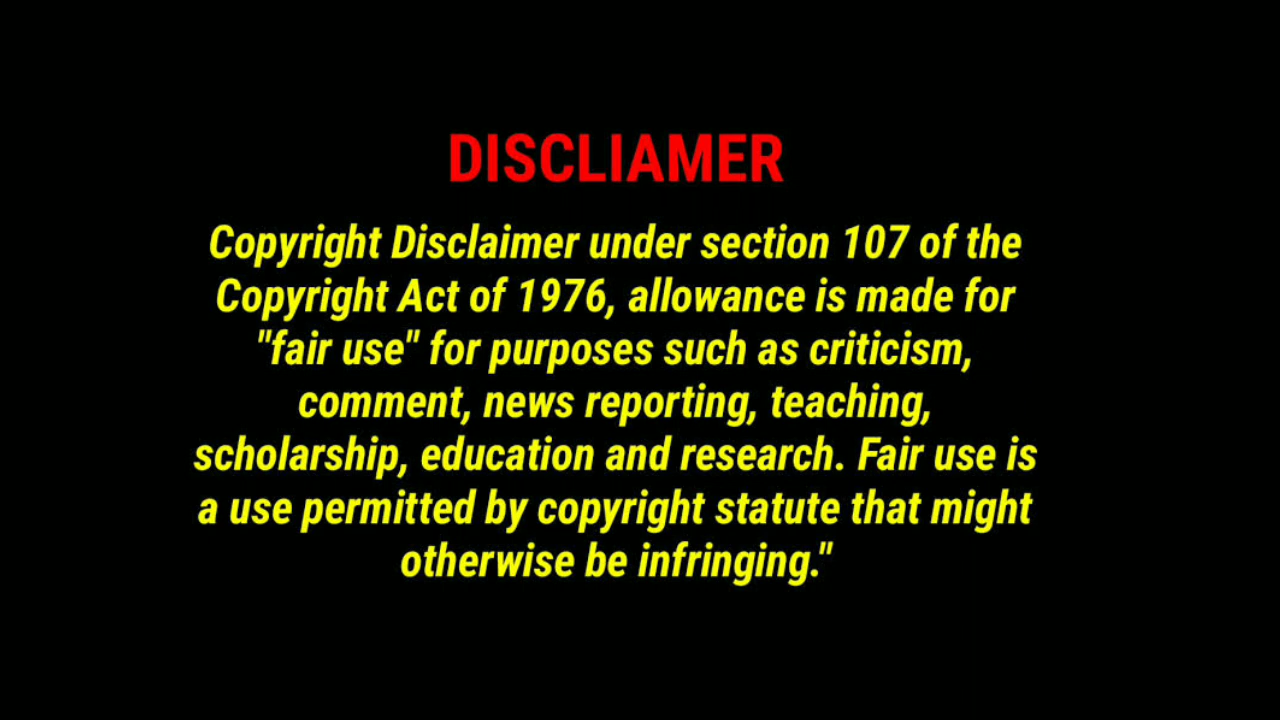 DISCLIAMER
Copyright Disclaimer under section 107 of the
Copyright Act of 1976, allowance is made for
"fair use" for purposes such as criticism,
comment, news reporting, teaching,
scholarship, education and research. Fair use is
a use permitted by copyright statute that might
otherwise be infringing."